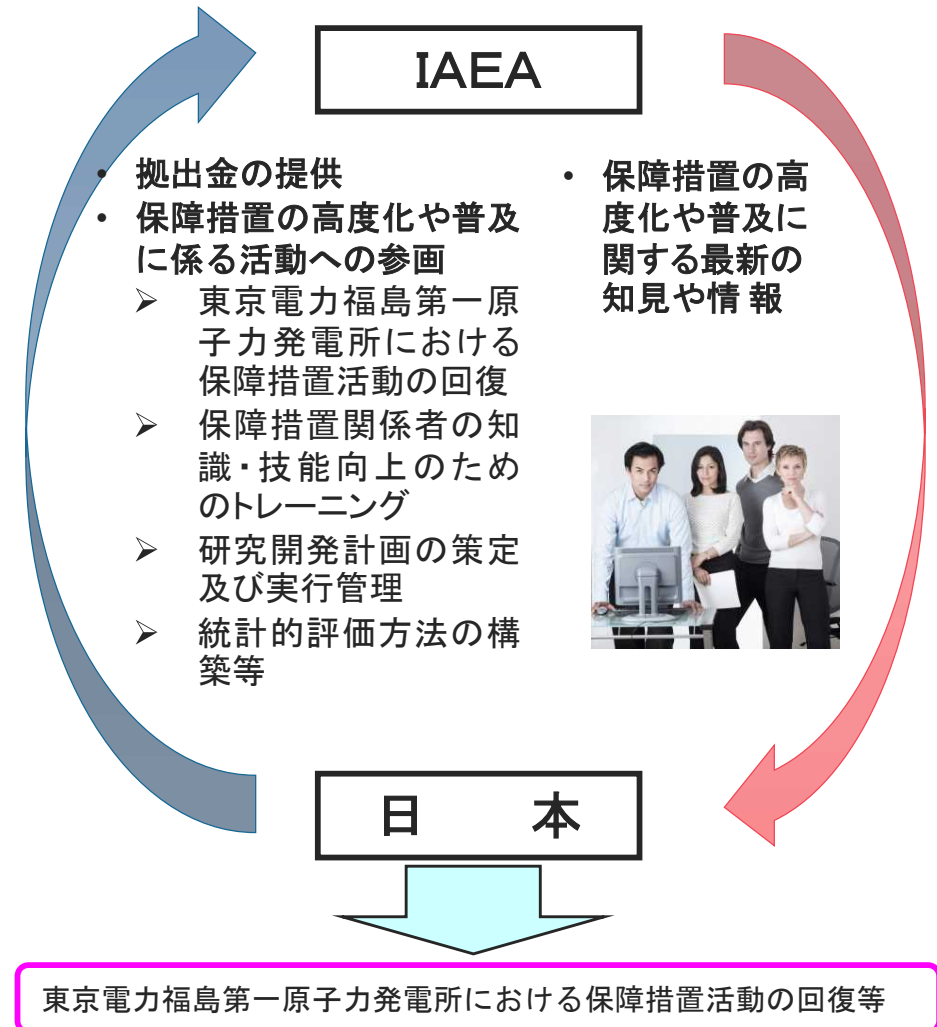 IAEA
・ 拠出金の提供
・ 保障措置の高度化や普及
に係る活動への参画
➢ 東京電力福島第一原
子力発電所における
保障措置活動の回復
➢ 保障措置関係者の知
識・技能向上のため
のトレーニング
➢ 研究開発計画の策定
及び実行管理
➢ 統計的評価方法の構
築等
・ 保障措置の高
度化や普及に
関する最新の
知見や情報
日 本
東京電力福島第一原子力発電所における保障措置活動の回復等